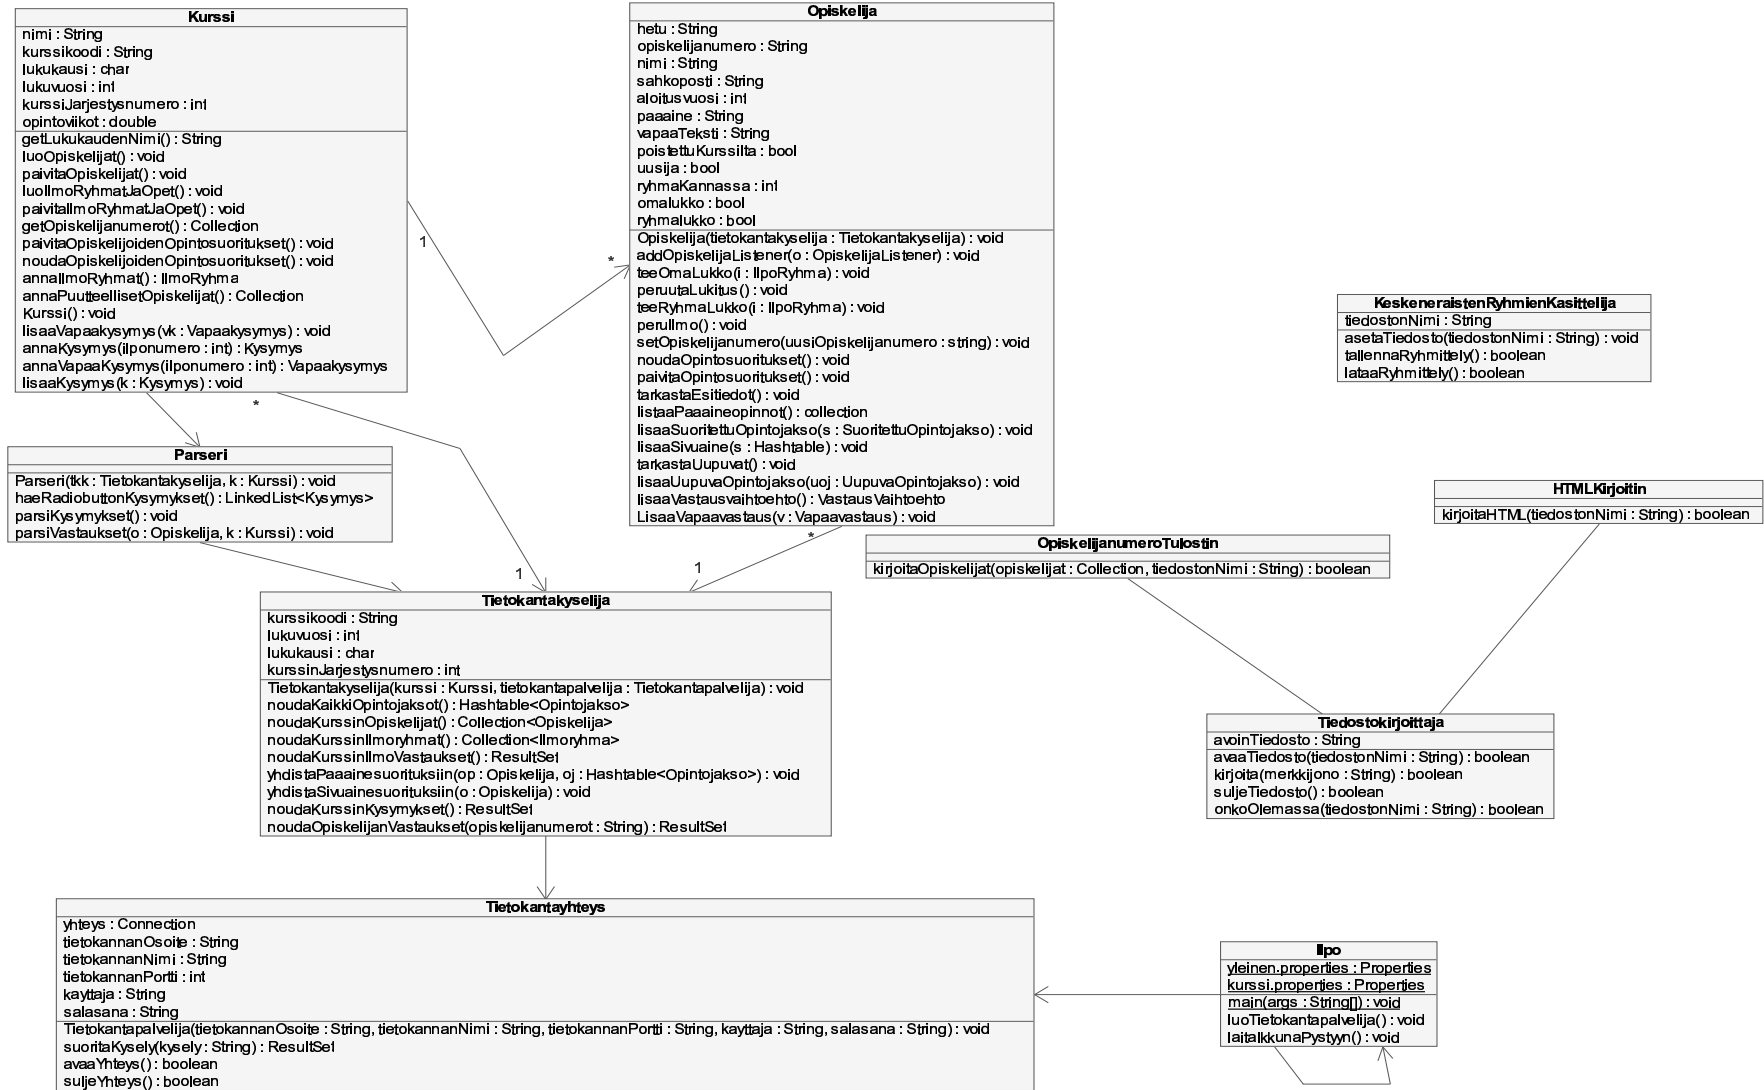 Kurssi
nimi : String
kurssikoodi : String
lukukausi : char
lukuvuosi : int
kurssiJarjestysnumero : int
opintoviikot : double
getLukukaudenNimi() : String
luoOpiskelijat() : void
paivitaOpiskelijat() : void
luoIlmoRyhmatJaOpet() : void
paivitaIlmoRyhmatJaOpet() : void
getOpiskelijanumerot() : Collection
paivitaOpiskelijoidenOpintosuoritukset() : void
noudaOpiskelijoidenOpintosuoritukset() : void
annaIlmoRyhmat() : IlmoRyhma
annaPuutteellisetOpiskelijat() : Collection
Kurssi() : void
lisaaVapaakysymys(vk : Vapaakysymys) : void
annaKysymys(ilponumero : int) : Kysymys
annaVapaaKysymys(ilponumero : int) : Vapaakysymys
lisaaKysymys(k : Kysymys) : void
Opiskelija
hetu : String
opiskelijanumero : String
nimi : String
sahkoposti : String
aloitusvuosi : int
paaaine : String
vapaaTeksti : String
poistettuKurssilta : bool
uusija : bool
ryhmaKannassa : int
omalukko : bool
ryhmalukko : bool
Opiskelija(tietokantakyselija : Tietokantakyselija) : void
addOpiskelijaListener(o : OpiskelijaListener) : void
teeOmaLukko(i : IlpoRyhma) : void
peruutaLukitus() : void
teeRyhmaLukko(i : IlpoRyhma) : void
peruIlmo() : void
setOpiskelijanumero(uusiOpiskelijanumero : string) : void
noudaOpintosuoritukset() : void
paivitaOpintosuoritukset() : void
tarkastaEsitiedot() : void
listaaPaaaineopinnot() : collection
lisaaSuoritettuOpintojakso(s : SuoritettuOpintojakso) : void
lisaaSivuaine(s : Hashtable) : void
tarkastaUupuvat() : void
lisaaUupuvaOpintojakso(uoj : UupuvaOpintojakso) : void
lisaaVastausvaihtoehto() : VastausVaihtoehto
LisaaVapaavastaus(v : Vapaavastaus) : void
1
*
KeskeneraistenRyhmienKasittelija
tiedostonNimi : String
asetaTiedosto(tiedostonNimi : String) : void
tallennaRyhmittely() : boolean
lataaRyhmittely() : boolean
*
Parseri
Parseri(tkk : Tietokantakyselija, k : Kurssi) : void
haeRadiobuttonKysymykset() : LinkedList<Kysymys>
parsiKysymykset() : void
parsiVastaukset(o : Opiskelija, k : Kurssi) : void
HTMLKirjoitin
kirjoitaHTML(tiedostonNimi : String) : boolean
*
OpiskelijanumeroTulostin
kirjoitaOpiskelijat(opiskelijat : Collection, tiedostonNimi : String) : boolean
1
1
Tietokantakyselija
kurssikoodi : String
lukuvuosi : int
lukukausi : char
kurssinJarjestysnumero : int
Tietokantakyselija(kurssi : Kurssi, tietokantapalvelija : Tietokantapalvelija) : void
noudaKaikkiOpintojaksot() : Hashtable<Opintojakso>
noudaKurssinOpiskelijat() : Collection<Opiskelija>
noudaKurssinIlmoryhmat() : Collection<Ilmoryhma>
noudaKurssinIlmoVastaukset() : ResultSet
yhdistaPaaainesuorituksiin(op : Opiskelija, oj : Hashtable<Opintojakso>) : void
yhdistaSivuainesuorituksiin(o : Opiskelija) : void
noudaKurssinKysymykset() : ResultSet
noudaOpiskelijanVastaukset(opiskelijanumerot : String) : ResultSet
Tiedostokirjoittaja
avoinTiedosto : String
avaaTiedosto(tiedostonNimi : String) : boolean
kirjoita(merkkijono : String) : boolean
suljeTiedosto() : boolean
onkoOlemassa(tiedostonNimi : String) : boolean
Tietokantayhteys
yhteys : Connection
tietokannanOsoite : String
tietokannanNimi : String
tietokannanPortti : int
kayttaja : String
salasana : String
Tietokantapalvelija(tietokannanOsoite : String, tietokannanNimi : String, tietokannanPortti : String, kayttaja : String, salasana : String) : void
suoritaKysely(kysely : String) : ResultSet
avaaYhteys() : boolean
suljeYhteys() : boolean
Ilpo
yleinen.properties : Properties
kurssi.properties : Properties
main(args : String[]) : void
luoTietokantapalvelija() : void
laitaIkkunaPystyyn() : void